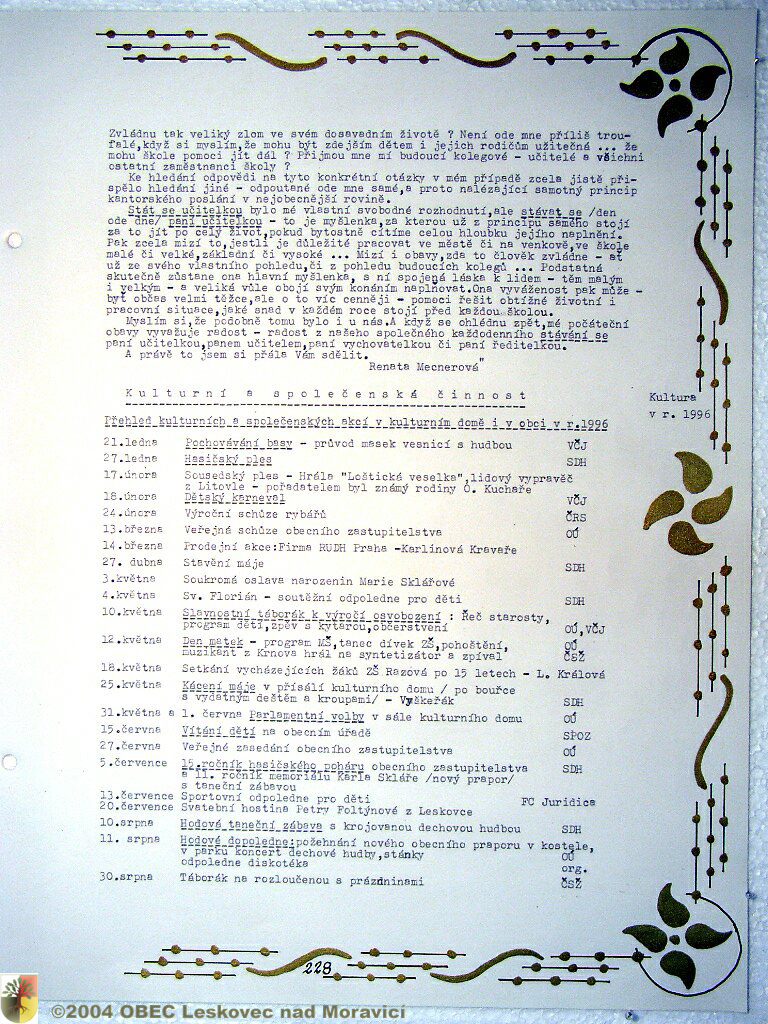 Zvládnu tak veliký zlom ve svém dosavadním životě ? Není ode mne příliš trou-
falé,když si myslím,že mohu být zdejším dětem i jejich rodičům užitečná ... že
mohu škole pomoci jít dál ? Přijmou mne mí budoucí kolegové - učitelé a všichni
ostatní zaměstnanci školy ?
Ke hledání odpovědi na tyto konkrétní otázky v mém případě zcela jistě při-
spělo hledání jiné - odpoutané ode mne samé,a proto nalézající samotný princip
kantorského poslání v nejobecnější rovině.
Stát se učitelkou bylo mé vlastní svobodné rozhodnutí,ale stávat se /den
ode dne/ paní učitelkou - to je myšlenka,za kterou už z principu samého stojí
za to jít po celý život,pokud bytostně cítíme celou hloubku jejího naplnění.
Pak zcela mizí to,jestli je důležité pracovat ve městě či na venkově,ve škole
malé či velké,základní či vysoké ... Mizí i obavy,zda to člověk zvládne - ať
už ze svého vlastního pohledu,či z pohledu budoucích kolegů ... Podstatná
skutečně zůstane ona hlavní myšlenka, s ní spojená láska k lidem - těm malým
i velkým - a veliká vůle obojí svým konáním naplňovat.Ona vyváženost pak může -
být občas velmi těžce,ale o to víc cenněji - pomoci řešit obtížné životní i
pracovní situace,jaké snad v každém roce stojí před každou školou.
Myslím si,že podobně tomu bylo i u nás.A když se ohlédnu zpět,mé počáteční
obavy vyvažuje radost - radost z našeho společného každodenního stávání se
paní učitelkou,panem učitelem,paní vychovatelkou či paní ředitelkou.
A právě to jsem si přála Vám sdělit.
Renata Mecnerová"
Kulturní a společenská činnost
Kultura
v r. 1996
Přehled kulturních a společenských akcí v kulturním domě i v obci v r.1996
21.ledna Pochovávání basy - průvod masek vesnicí s hudbou VČJ
27.ledna Hasičský ples SDH
17.února Sousedský ples - Hrála "Loštická veselka",lidový vypravěč
z Litovle - pořadatelem byl známý rodiny O. Kuchaře
18.února Dětský karneval VČJ
24.února Výroční schůze rybářů ČRS
13.března Veřejná schůze obecního zastupitelstva OÚ
14.března Prodejní akce:Firma RUDH Praha -Karlínová Kravaře
27. dubna Stavění máje SDH
3.května Soukromá oslava narozenin Marie Sklářové
4.května Sv. Florián - soutěžní odpoledne pro děti SDH
10.května Slavnostní táborák k výročí osvobození : Řeč starosty,
program dětí,zpěv s kytarou,občerstvení OÚ,VČJ
12.května Den matek - program MŠ,tanec dívek ZŠ,pohoštění, OÚ
muzikant z Krnova hrál na syntetizátor a zpíval ČSŽ
18.května Setkání vycházejících žáků ZŠ Razová po 15 letech - L. Králová
25.května Kácení máje v přísálí kulturního domu / po bouřce
s vydatným deštěm a kroupami/ - Vyškeřák SDH
31.května a 1. června Parlamentní volby v sále kulturního domu OÚ
15.června Vítání dětí na obecním úřadě SPOZ
27.června Veřejné zasedání obecního zastupitelstva OÚ
5.července 15.ročník hasičského poháru obecního zastupitelstva SDH
a 11. ročník memoriálu Karla Skláře /nový prapor/
s taneční zábavou
13.července Sportovní odpoledne pro děti FC Juridica
20.července Svatební hostina Petry Foltýnové z Leskovce
10.srpna Hodová taneční zábava s krojovanou dechovou hudbou SDH
11. srpna Hodové dopoledne:požehnání nového obecního praporu v kostele,
v parku koncert dechové hudby,stánky OÚ
odpoledne diskotéka org.
30.srpna Táborák na rozloučenou s prázdninami ČSŽ
228
©2004 OBEC Leskovec nad Moravicí